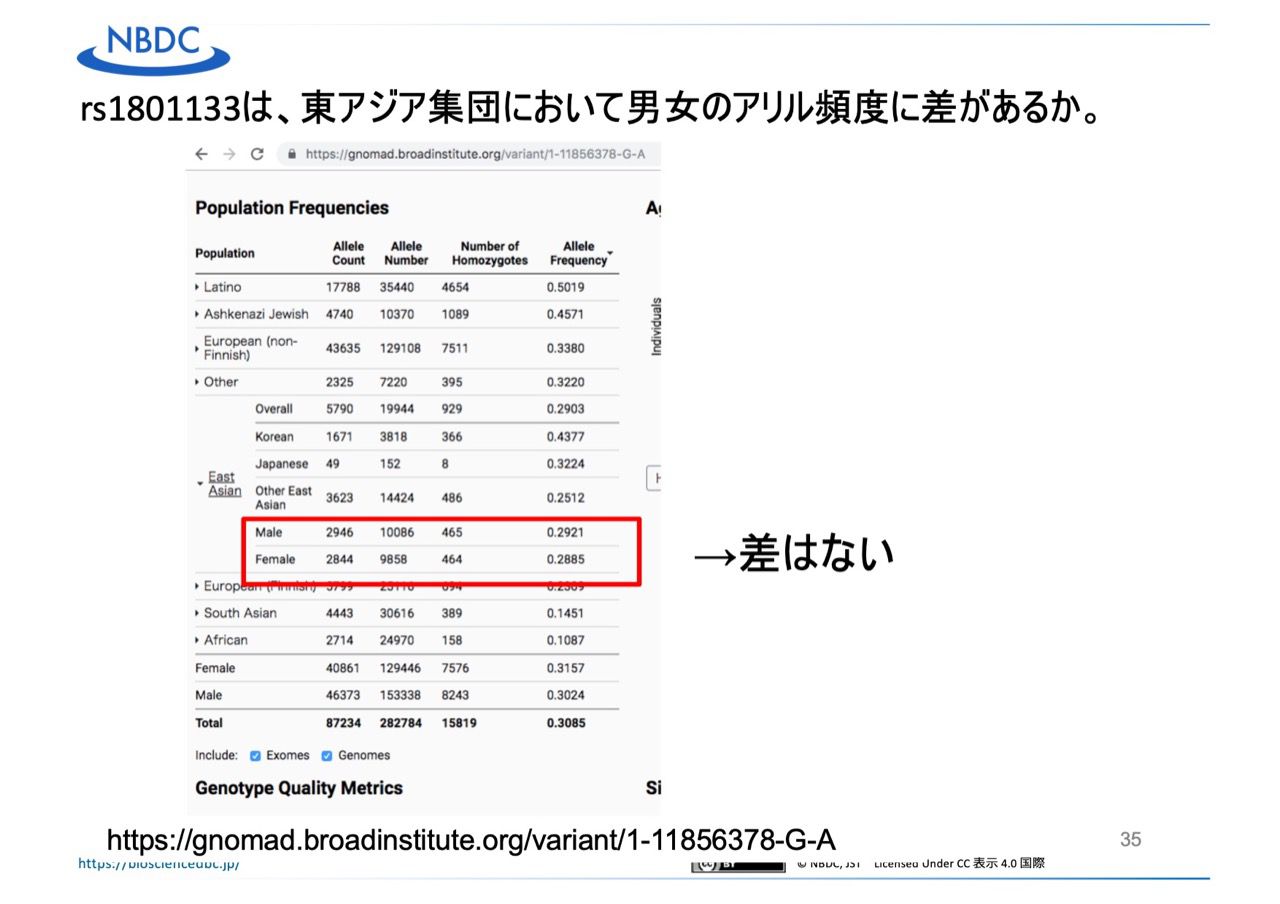 NBDC
rs1801133は、東アジア集団において男女のアリル頻度に差があるか。
https://gnomad.broadinstitute.org/variant/1-11856378-G-A
Population Frequencies
Population Allele Count Allele Number Number of Homozygotes Allele Frequency
Latino 17788 35440 4654 0.5019
Ashkenazi Jewish 4740 10370 1089 0.4571
European (non-Finnish) 43635 129108 7511 0.3380
Other 2325 7220 395 0.3220
East Asian
Overall 5790 19944 929 0.2903
Korean 1671 3818 366 0.4377
Japanese 49 152 8 0.3224
Other East Asian 3623 14424 486 0.2512
Male 2946 10086 465 0.2921
Female 2844 9858 464 0.2885
European (Finnish) 5799 25116 694 0.2309
South Asian 4443 30616 389 0.1451
African 2714 24970 158 0.1087
Female 40861 129446 7576 0.3157
Male 46373 153338 8243 0.3024
Total 87234 282784 15819 0.3085
Include: Exomes Genomes
Genotype Quality Metrics
Individuals
→差はない
https://gnomad.broadinstitute.org/variant/1-11856378-G-A
35
https://biosciencedbc.jp/
CC BY
© NBDC, JST Licensed Under CC 表示 4.0 国際